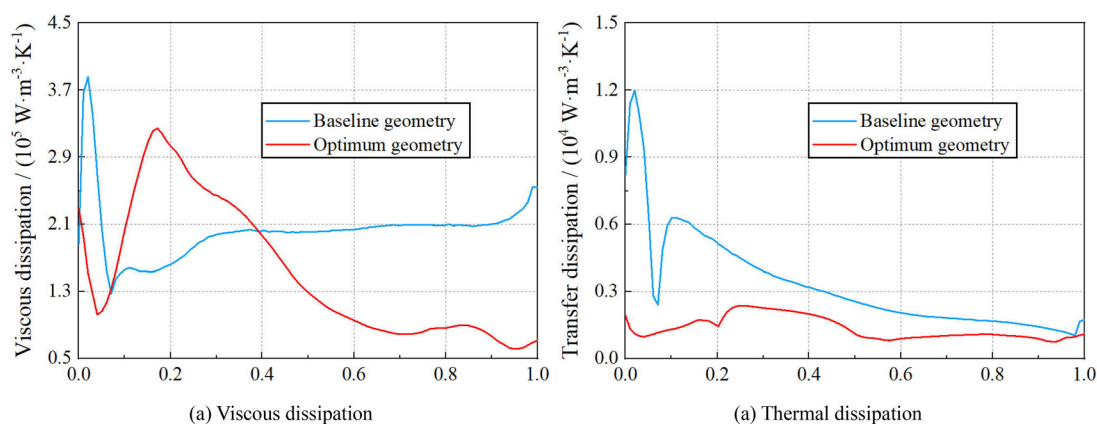 Viscous dissipation / (10⁵ W·m⁻³·K⁻¹)
4.5
3.7
2.9
2.1
1.3
0.5
Baseline geometry
Optimum geometry
0.0 0.2 0.4 0.6 0.8 1.0
(a) Viscous dissipation
Transfer dissipation / (10⁴ W·m⁻³·K⁻¹)
1.5
1.2
0.9
0.6
0.3
0.0
Baseline geometry
Optimum geometry
0.0 0.2 0.4 0.6 0.8 1.0
(a) Thermal dissipation